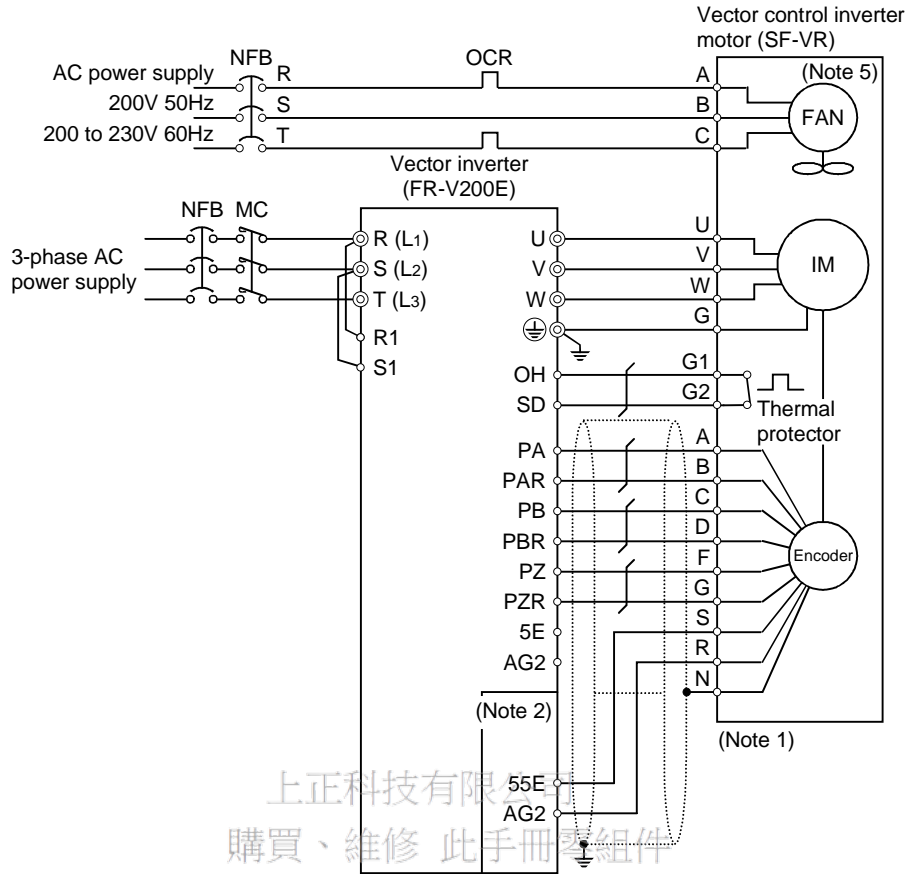 Vector control inverter
motor (SF-VR)
NFB
OCR
AC power supply
200V 50Hz
200 to 230V 60Hz
R
S
T
A
B
C
(Note 5)
FAN
Vector inverter
(FR-V200E)
NFB MC
3-phase AC
power supply
R (L1)
S (L2)
T (L3)
R1
S1
U
V
W
U
V
W
G
IM
OH
SD
G1
G2
Thermal
protector
PA
PAR
PB
PBR
PZ
PZR
5E
AG2
A
B
C
D
F
G
S
R
N
Encoder
(Note 2)
(Note 1)
55E
AG2
上正科技有限公司
購買、維修 此手冊零組件